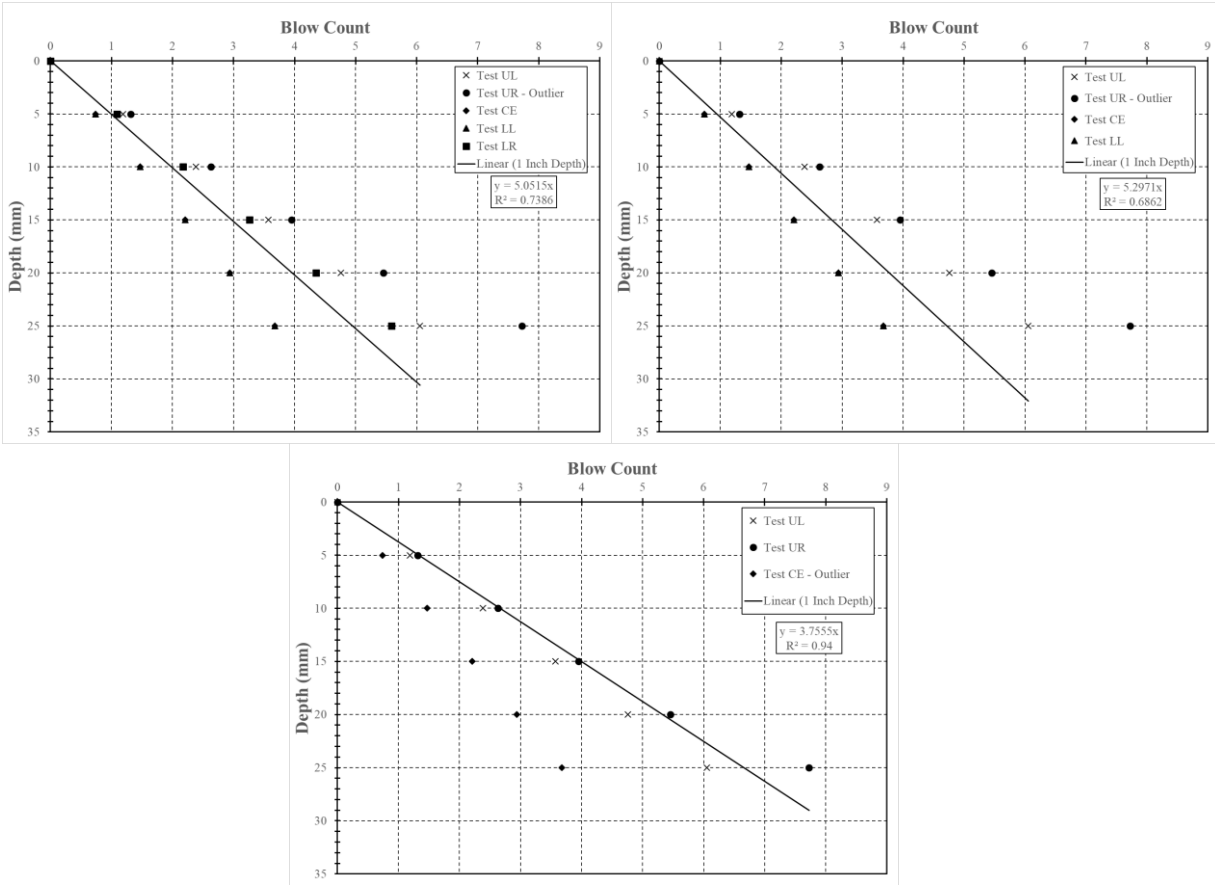 Blow Count
0 1 2 3 4 5 6 7 8 9
Depth (mm)
0
5
10
15
20
25
30
35
Test UL
Test UR - Outlier
Test CE
Test LL
Test LR
Linear (1 Inch Depth)
y = 5.0515x
R² = 0.7386
Blow Count
0 1 2 3 4 5 6 7 8 9
Depth (mm)
0
5
10
15
20
25
30
35
Test UL
Test UR - Outlier
Test CE
Test LL
Linear (1 Inch Depth)
y = 5.2971x
R² = 0.6862
Blow Count
0 1 2 3 4 5 6 7 8 9
Depth (mm)
0
5
10
15
20
25
30
35
Test UL
Test UR
Test CE - Outlier
Linear (1 Inch Depth)
y = 3.7555x
R² = 0.94